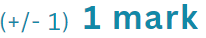 (+/- 1) 1 mark